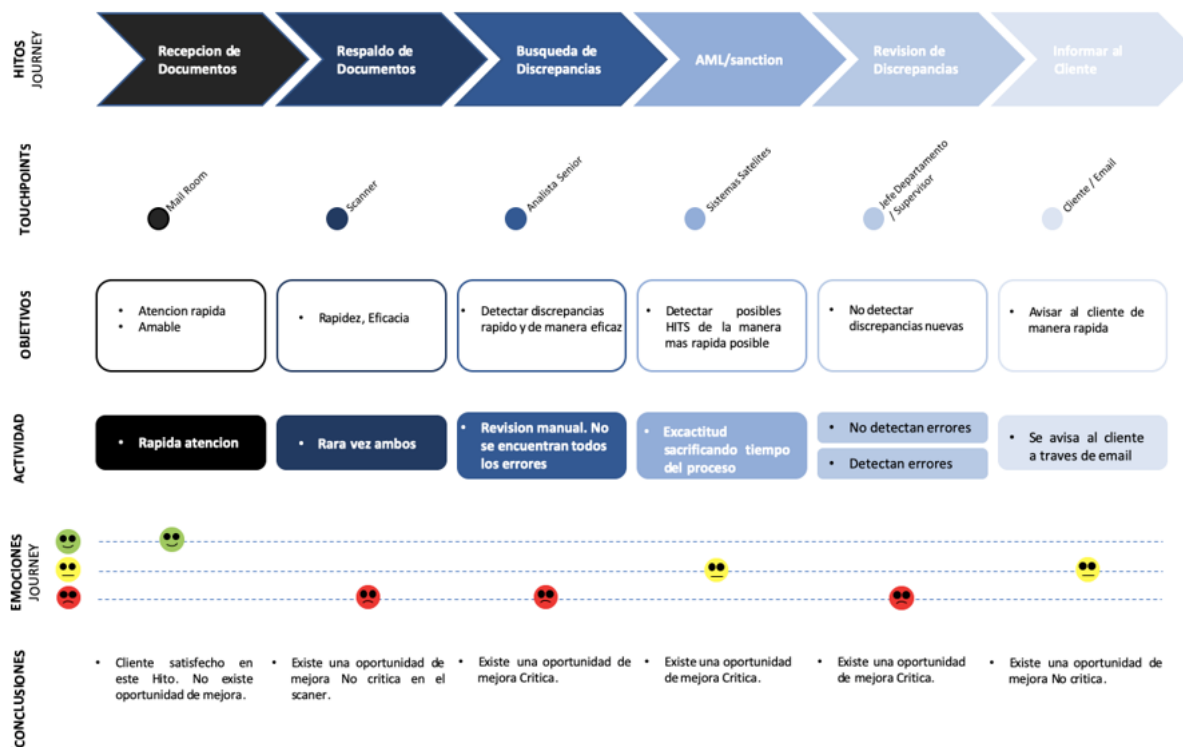 HITOS
JOURNEY
Recepcion de
Documentos
Respaldo de
Documentos
Busqueda de
Discrepancias
AML/sanction
Revision de
Discrepancias
Informar al
Cliente
TOUCHPOINTs
Mail Room
Scanner
Analista Senior
Sistemas Satelites
Jefe Departamento
/ Supervisor
Cliente / Email
OBJETIVOS
• Atencion rapida
• Amable
• Rapidez, Eficacia
• Detectar discrepancias
rapido y de manera eficaz
• Detectar posibles
HITS de la manera
mas rapida posible
• No detectar
discrepancias nuevas
• Avisar al cliente de
manera rapida
ACTIVIDAD
• Rapida atencion
• Rara vez ambos
• Revision manual. No
se encuentran todos
los errores
• Excactitud
sacrificando tiempo
del proceso
• No detectan errores
• Detectan errores
• Se avisa al cliente
a traves de email
EMOCIONES
JOURNEY
CONCLUSIONES
• Cliente satisfecho en
este Hito. No existe
oportunidad de mejora.
• Existe una oportunidad de
mejora No critica en el
scaner.
• Existe una oportunidad de
mejora Critica.
• Existe una oportunidad
de mejora Critica.
• Existe una oportunidad
de mejora Critica.
• Existe una oportunidad de
mejora No critica.